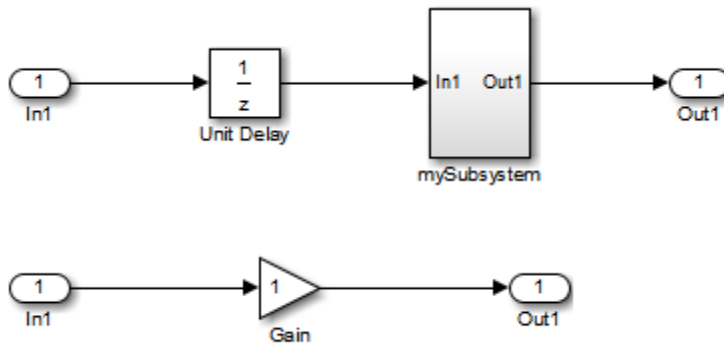 1
In1
1
z
Unit Delay
In1 Out1
mySubsystem
1
Out1
1
In1
1
Gain
1
Out1